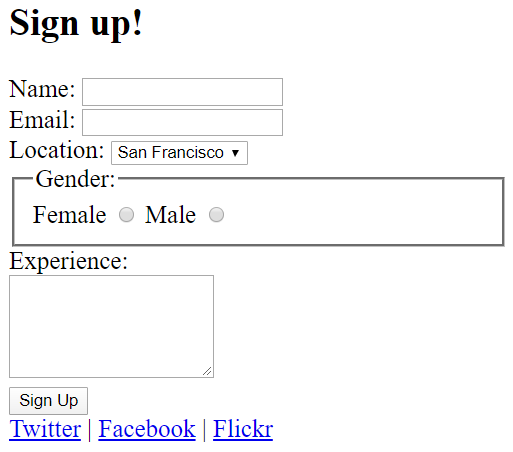 Sign up!
Name:
Email:
Location: San Francisco
Gender:
Female Male
Experience:
Sign Up
Twitter | Facebook | Flickr